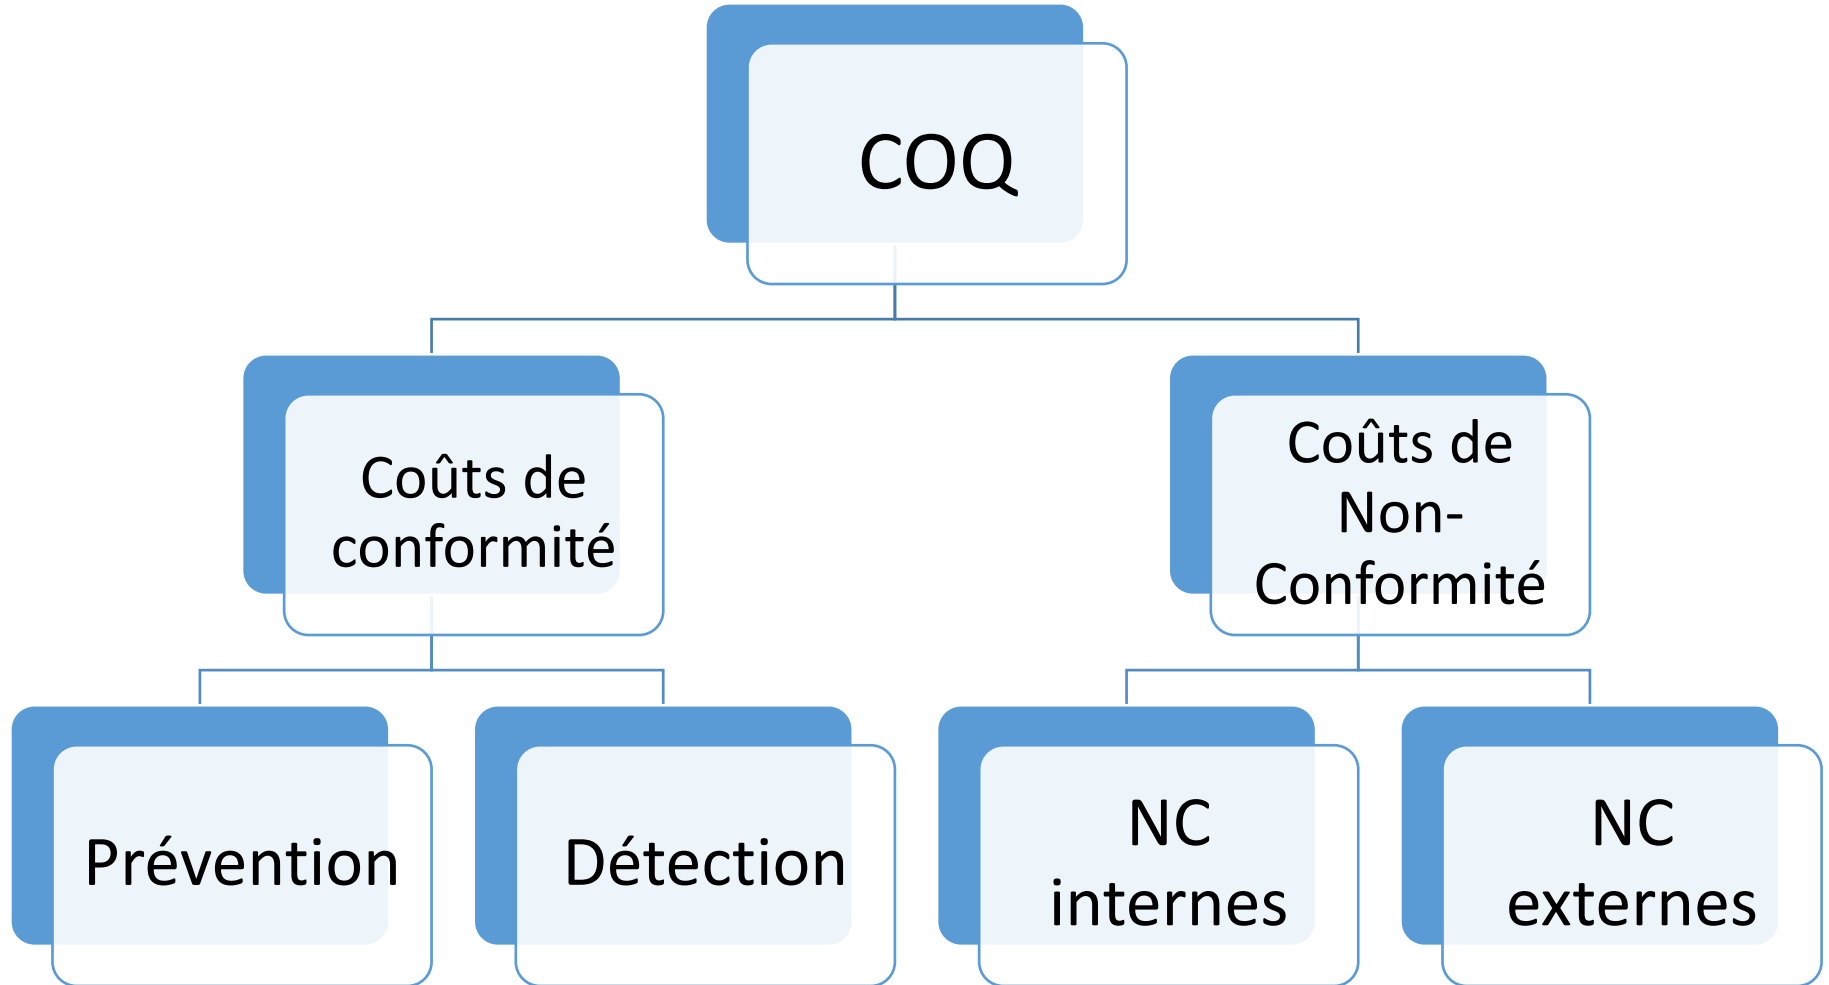 COQ
Coûts de
conformité
Coûts de
Non-
Conformité
Prévention
Détection
NC
internes
NC
externes